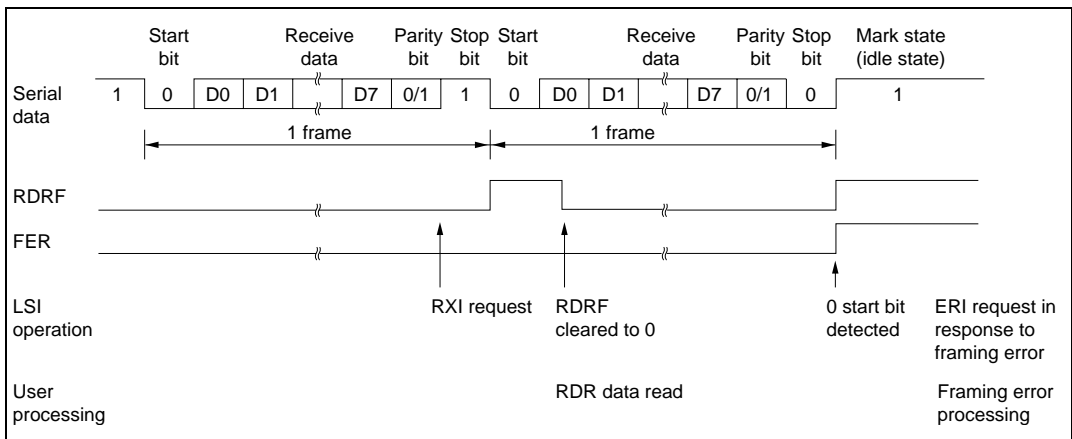 Start bit
Receive data
Parity bit
Stop bit
Start bit
Receive data
Parity bit
Stop bit
Mark state (idle state)
Serial data
1 0 D0 D1 D7 0/1 1 0 D0 D1 D7 0/1 0 1
1 frame 1 frame
RDRF
FER
LSI operation
RXI request
RDRF cleared to 0
0 start bit detected
ERI request in response to framing error
User processing
RDR data read
Framing error processing